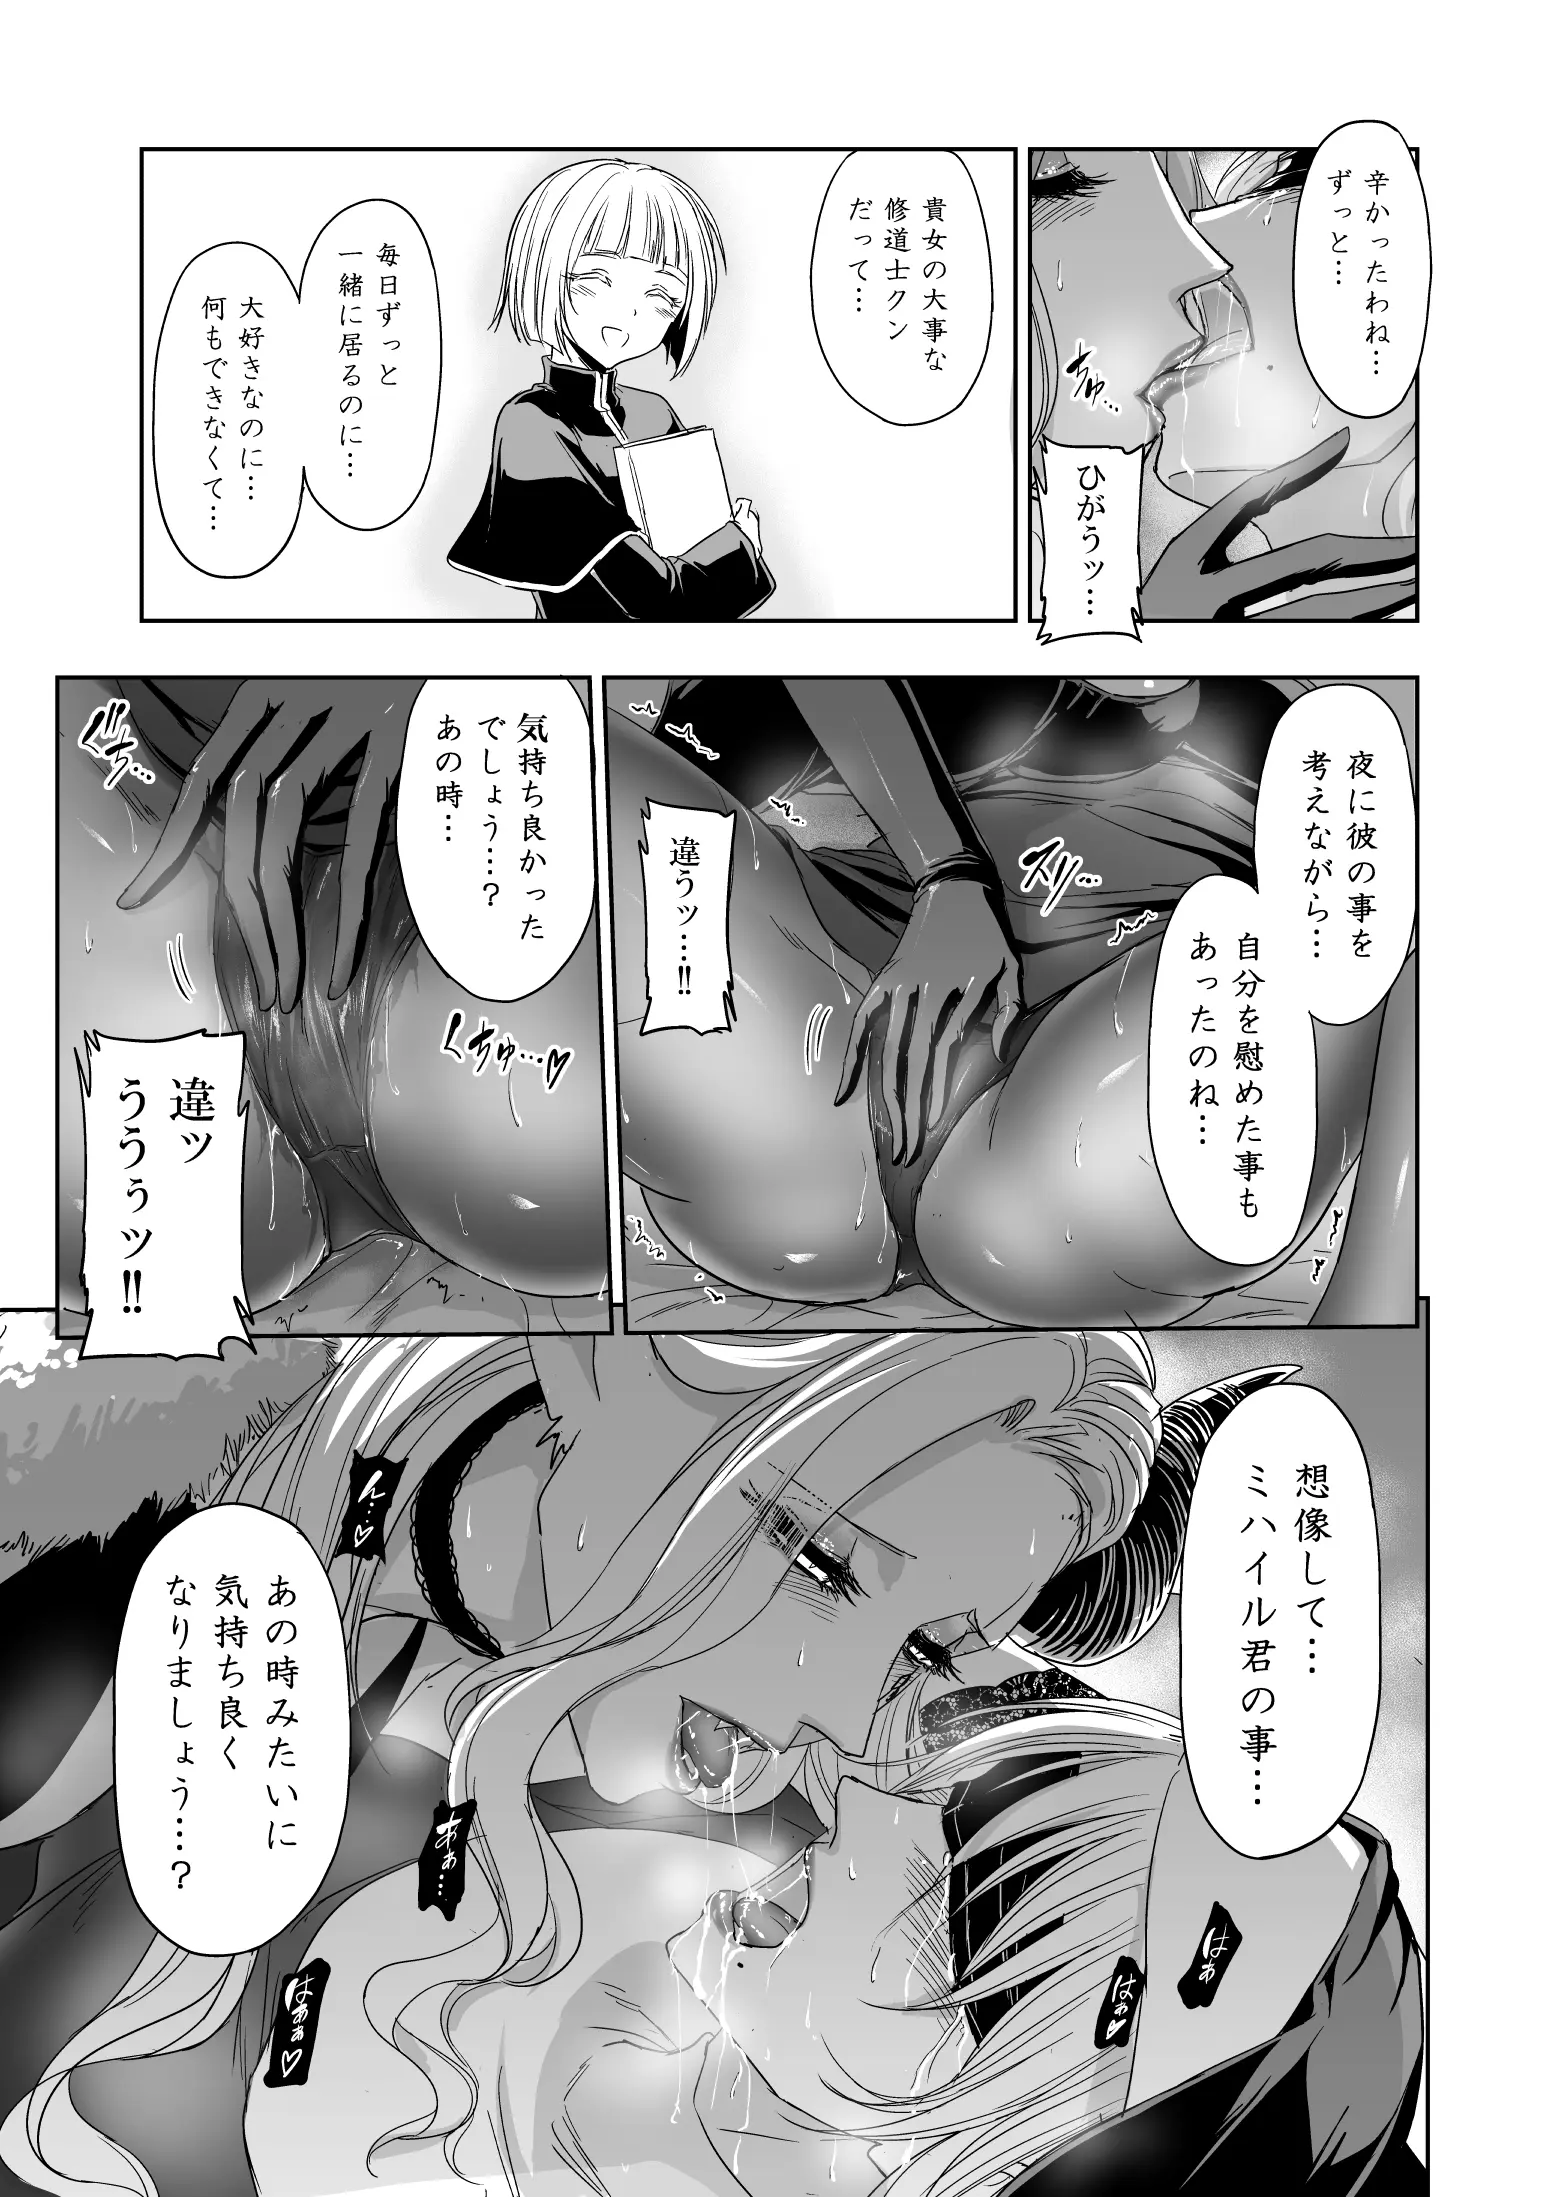 辛かったわね…
ずっと…
ちゅ…
ひがうッ…
貴女の大事な
修道士クン
だって…
毎日ずっと
一緒に居るのに…
大好きなのに…
何もできなくて…
夜に彼の事を
考えながら…
自分を慰めた事も
あったのね…
スリ…
違うッ…!!
気持ち良かった
でしょう…？
あの時…
ぐち…
くちゅ…♡
違ッ
うううぅッ!!
想像して…
ミハイル君の事…
ん…♡
あの時みたいに
気持ち良く
なりましょう…？
あぁ…
はぁ
はぁ♡
はぁぁ♡